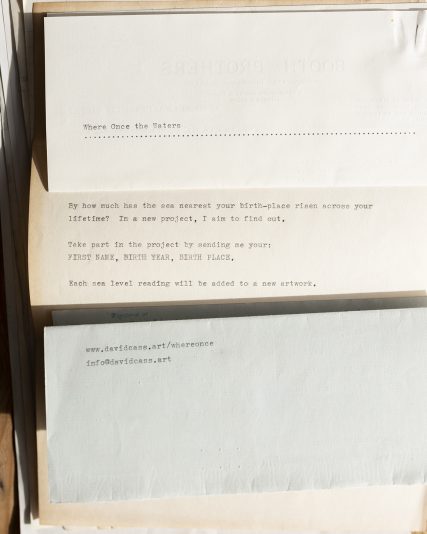 BOOTH BROTHERS
Where Once the Waters
By how much has the sea nearest your birth-place risen across your
lifetime? In a new project, I aim to find out.
Take part in the project by sending me your:
FIRST NAME, BIRTH YEAR, BIRTH PLACE.
Each sea level reading will be added to a new artwork.
www.davidcass.art/whereonce
info@davidcass.art